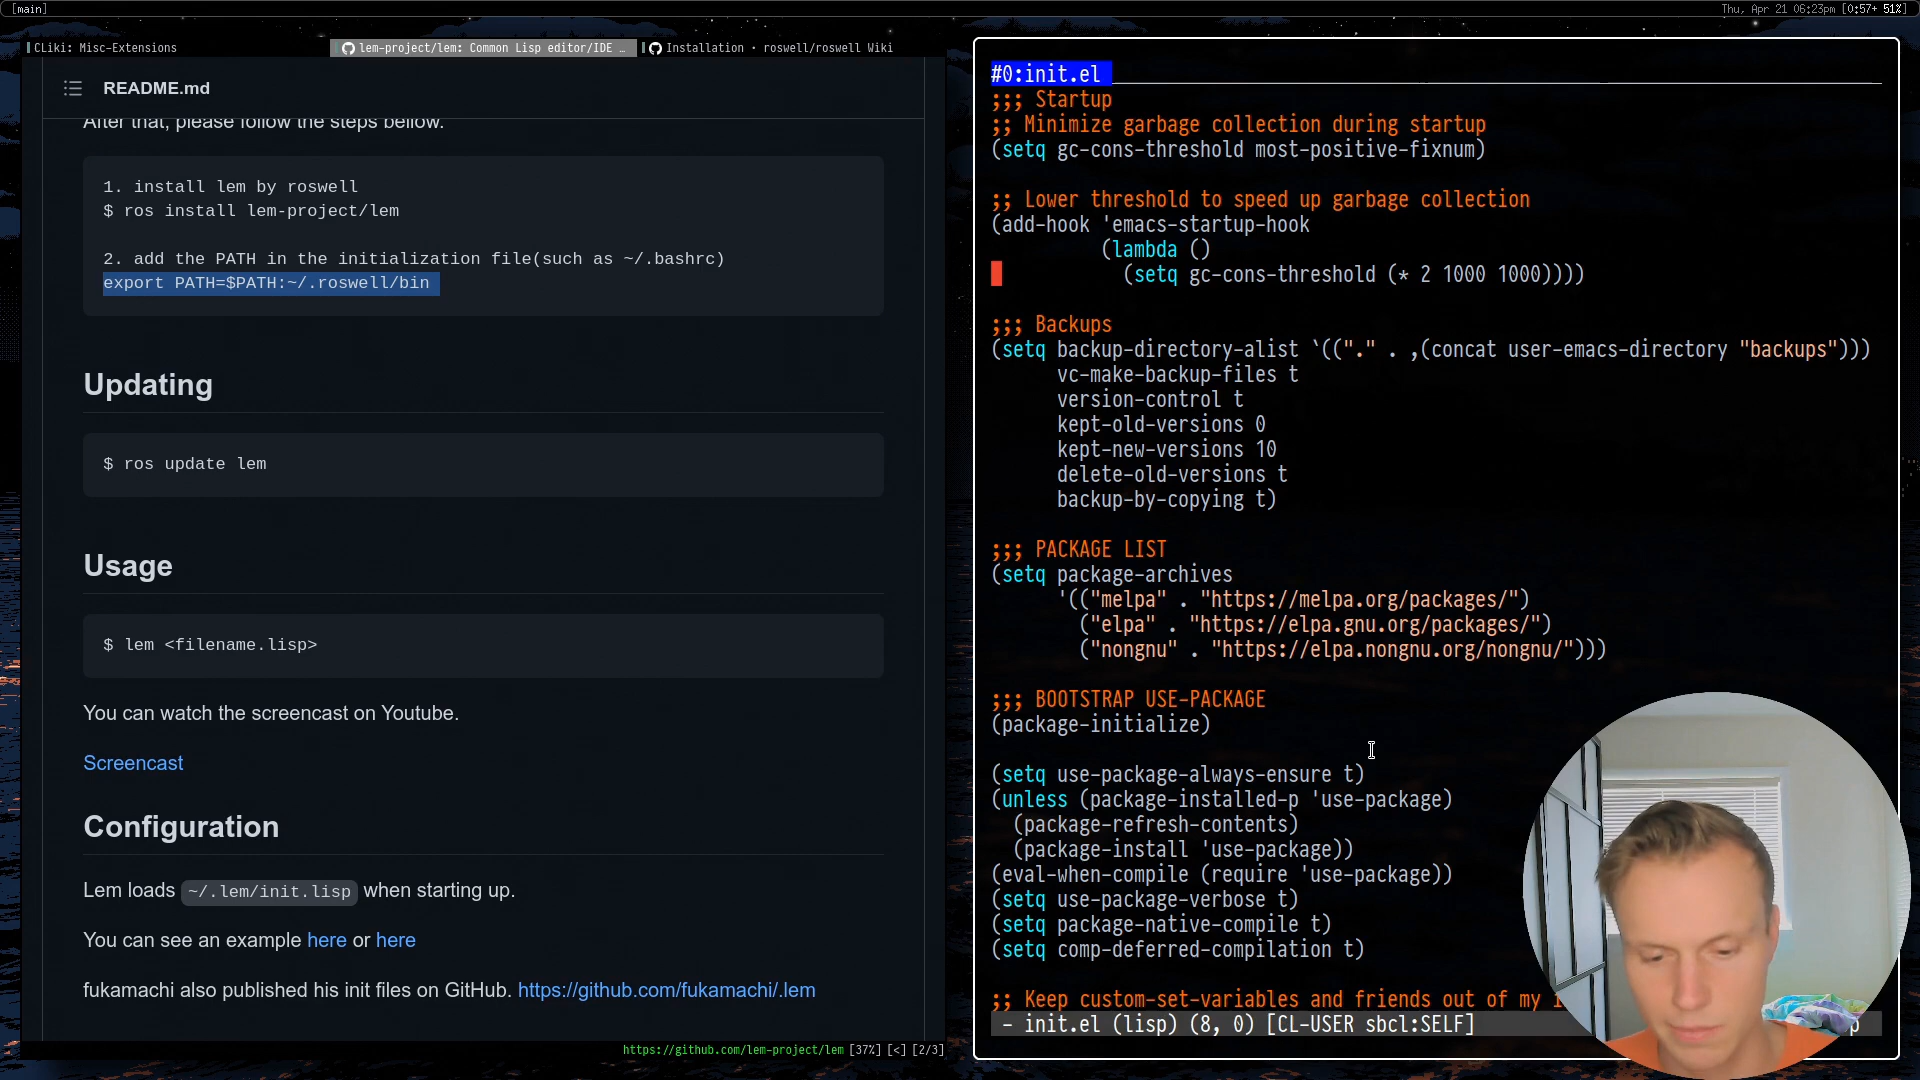 [main]
Thu, Apr 21 06:23pm [0:57+ 51%]
CLiki: Misc-Extensions
lem-project/lem: Common Lisp editor/IDE …
Installation · roswell/roswell Wiki
README.md
After that, please follow the steps bellow.
1. install lem by roswell
$ ros install lem-project/lem
2. add the PATH in the initialization file(such as ~/.bashrc)
export PATH=$PATH:~/.roswell/bin
Updating
$ ros update lem
Usage
$ lem <filename.lisp>
You can watch the screencast on Youtube.
Screencast
Configuration
Lem loads ~/.lem/init.lisp when starting up.
You can see an example here or here
fukamachi also published his init files on GitHub. https://github.com/fukamachi/.lem
https://github.com/lem-project/lem [37%] [<] [2/3]
#0:init.el
;;; Startup
;; Minimize garbage collection during startup
(setq gc-cons-threshold most-positive-fixnum)
;; Lower threshold to speed up garbage collection
(add-hook 'emacs-startup-hook
(lambda ()
(setq gc-cons-threshold (* 2 1000 1000))))
;;; Backups
(setq backup-directory-alist `(("." . ,(concat user-emacs-directory "backups")))
vc-make-backup-files t
version-control t
kept-old-versions 0
kept-new-versions 10
delete-old-versions t
backup-by-copying t)
;;; PACKAGE LIST
(setq package-archives
'(("melpa" . "https://melpa.org/packages/")
("elpa" . "https://elpa.gnu.org/packages/")
("nongnu" . "https://elpa.nongnu.org/nongnu/")))
;;; BOOTSTRAP USE-PACKAGE
(package-initialize)
(setq use-package-always-ensure t)
(unless (package-installed-p 'use-package)
(package-refresh-contents)
(package-install 'use-package))
(eval-when-compile (require 'use-package))
(setq use-package-verbose t)
(setq package-native-compile t)
(setq comp-deferred-compilation t)
;; Keep custom-set-variables and friends out of my
- init.el (lisp) (8, 0) [CL-USER sbcl:SELF]